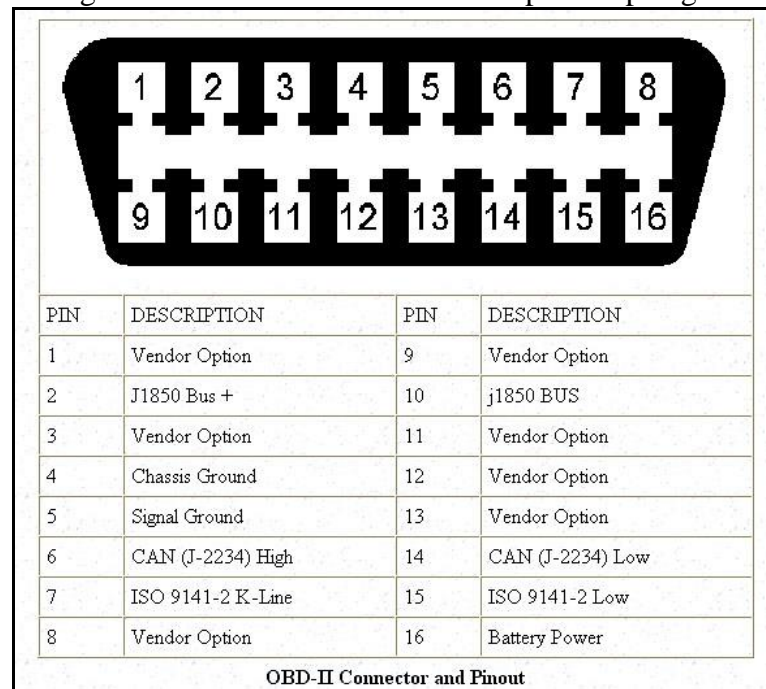 1 2 3 4 5 6 7 8
9 10 11 12 13 14 15 16
PIN DESCRIPTION PIN DESCRIPTION
1 Vendor Option 9 Vendor Option
2 J1850 Bus + 10 j1850 BUS
3 Vendor Option 11 Vendor Option
4 Chassis Ground 12 Vendor Option
5 Signal Ground 13 Vendor Option
6 CAN (J-2234) High 14 CAN (J-2234) Low
7 ISO 9141-2 K-Line 15 ISO 9141-2 Low
8 Vendor Option 16 Battery Power
OBD-II Connector and Pinout